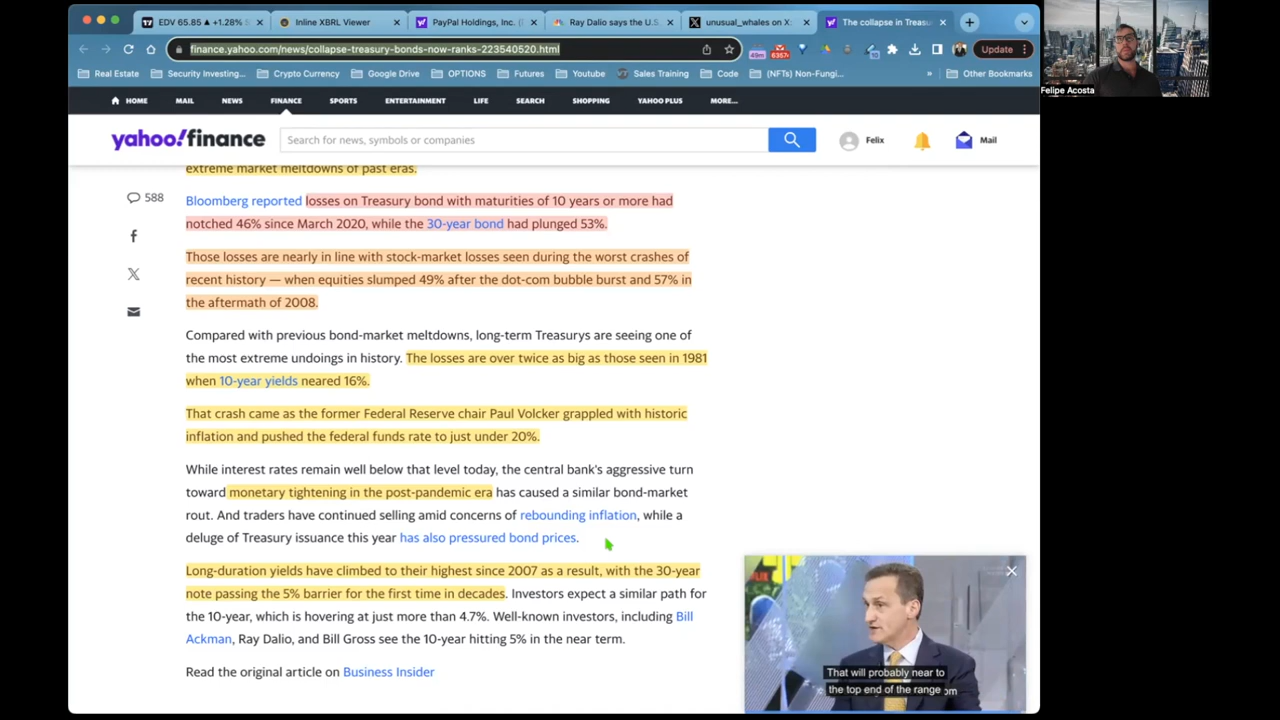 EDV 65.85 ▲ +1.28%
Inline XBRL Viewer
PayPal Holdings, Inc. (
Ray Dalio says the U.S.
unusual_whales on X:
The collapse in Treasu
finance.yahoo.com/news/collapse-treasury-bonds-now-ranks-223540520.html
Update
Real Estate
Security Investing...
Crypto Currency
Google Drive
OPTIONS
Futures
Youtube
Sales Training
Code
(NFTs) Non-Fungi...
»
Other Bookmarks
Felipe Acosta
HOME
MAIL
NEWS
FINANCE
SPORTS
ENTERTAINMENT
LIFE
SEARCH
SHOPPING
YAHOO PLUS
MORE...
yahoo!finance
Search for news, symbols or companies
Felix
Mail
extreme market meltdowns of past eras.
588
Bloomberg reported losses on Treasury bond with maturities of 10 years or more had
notched 46% since March 2020, while the 30-year bond had plunged 53%.
Those losses are nearly in line with stock-market losses seen during the worst crashes of
recent history — when equities slumped 49% after the dot-com bubble burst and 57% in
the aftermath of 2008.
Compared with previous bond-market meltdowns, long-term Treasurys are seeing one of
the most extreme undoings in history. The losses are over twice as big as those seen in 1981
when 10-year yields neared 16%.
That crash came as the former Federal Reserve chair Paul Volcker grappled with historic
inflation and pushed the federal funds rate to just under 20%.
While interest rates remain well below that level today, the central bank's aggressive turn
toward monetary tightening in the post-pandemic era has caused a similar bond-market
rout. And traders have continued selling amid concerns of rebounding inflation, while a
deluge of Treasury issuance this year has also pressured bond prices.
Long-duration yields have climbed to their highest since 2007 as a result, with the 30-year
note passing the 5% barrier for the first time in decades. Investors expect a similar path for
the 10-year, which is hovering at just more than 4.7%. Well-known investors, including Bill
Ackman, Ray Dalio, and Bill Gross see the 10-year hitting 5% in the near term.
Read the original article on Business Insider
That will probably near to
the top end of the range